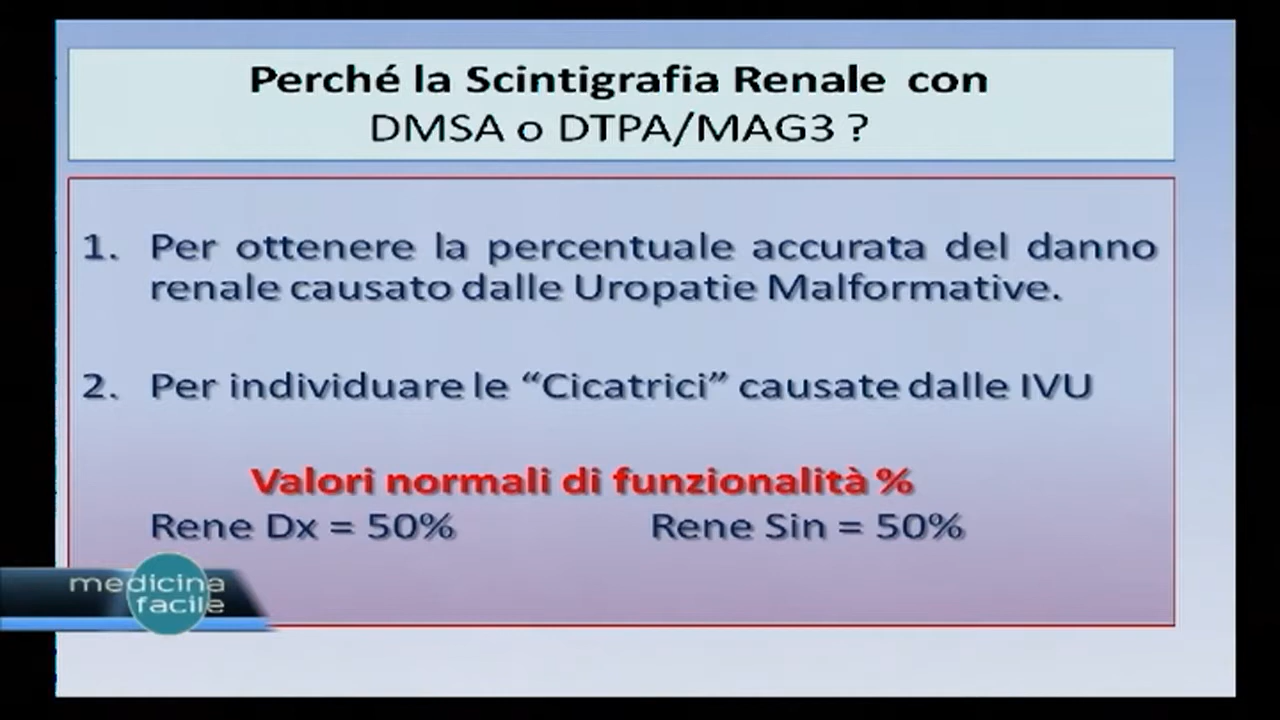 Perché la Scintigrafia Renale con
DMSA o DTPA/MAG3 ?
1. Per ottenere la percentuale accurata del danno
renale causato dalle Uropatie Malformative.
2. Per individuare le “Cicatrici” causate dalle IVU
Valori normali di funzionalità %
Rene Dx = 50% Rene Sin = 50%
medicina
facile